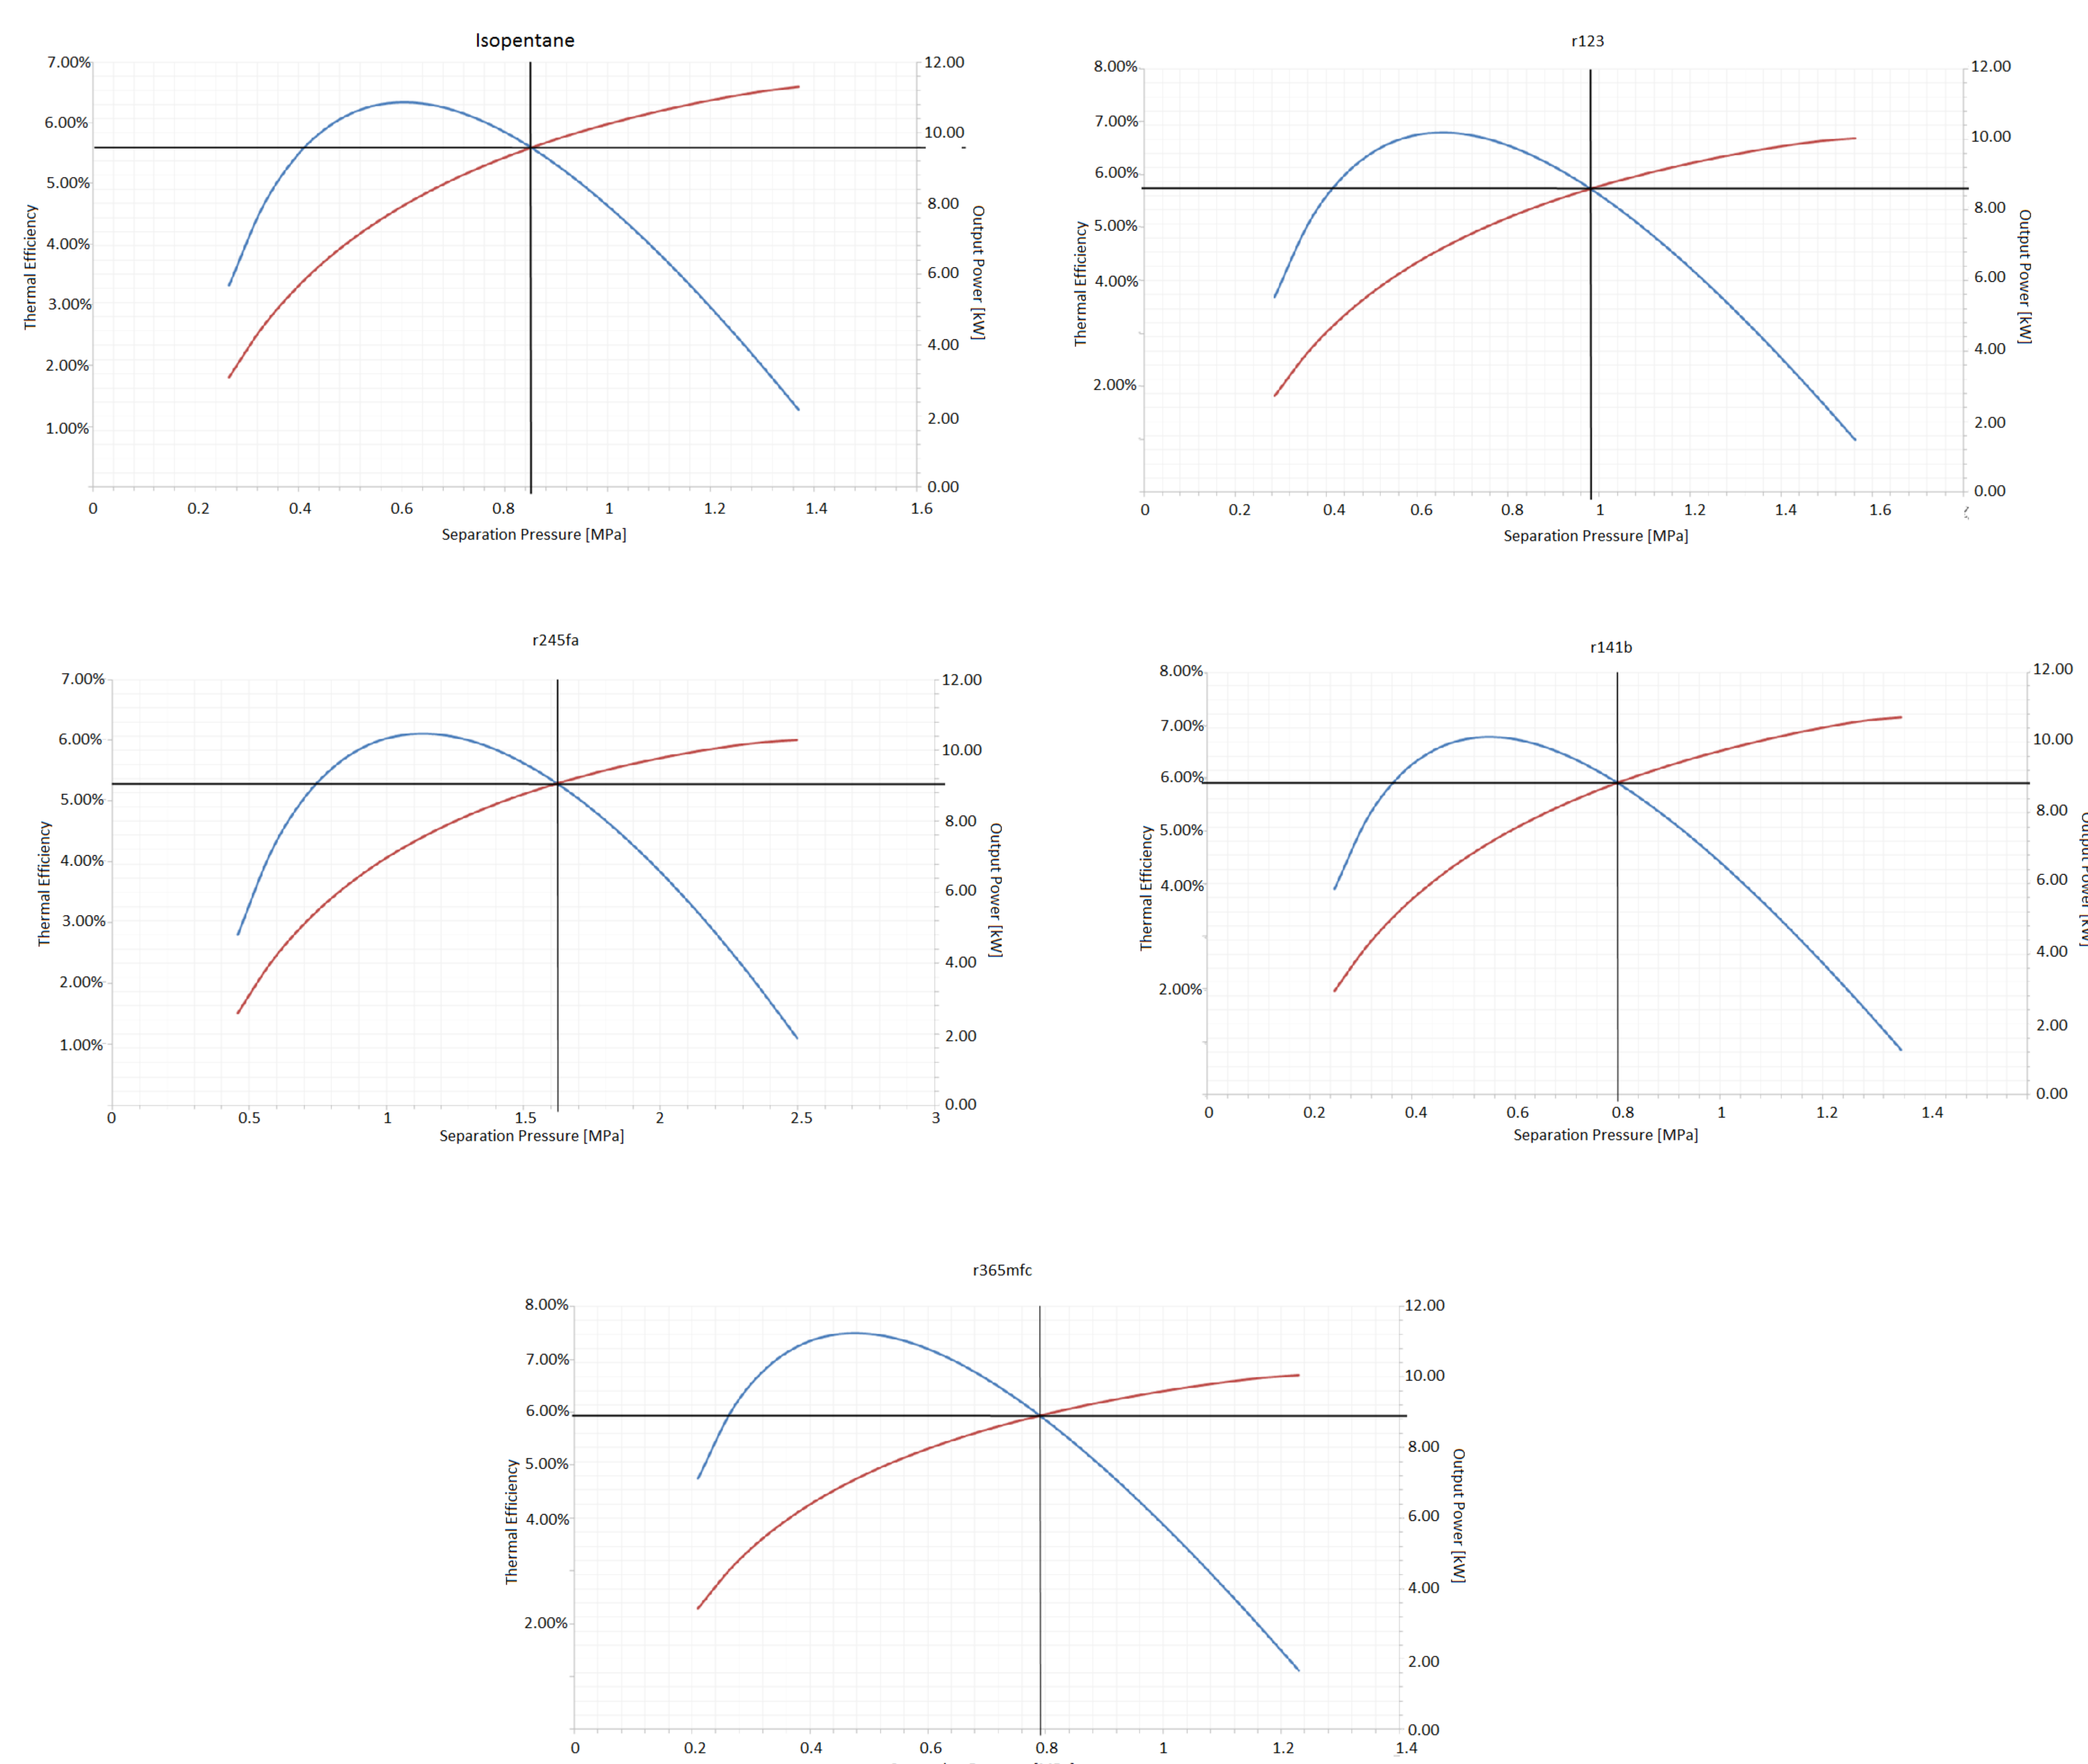 Isopentane
7.00%
6.00%
5.00%
4.00%
3.00%
2.00%
1.00%
Thermal Efficiency
12.00
10.00
8.00
6.00
4.00
2.00
0.00
Output Power [kW]
0 0.2 0.4 0.6 0.8 1 1.2 1.4 1.6
Separation Pressure [MPa]
r123
8.00%
7.00%
6.00%
5.00%
4.00%
2.00%
Thermal Efficiency
12.00
10.00
8.00
6.00
4.00
2.00
0.00
Output Power [kW]
0 0.2 0.4 0.6 0.8 1 1.2 1.4 1.6
Separation Pressure [MPa]
r245fa
7.00%
6.00%
5.00%
4.00%
3.00%
2.00%
1.00%
Thermal Efficiency
12.00
10.00
8.00
6.00
4.00
2.00
0.00
Output Power [kW]
0 0.5 1 1.5 2 2.5 3
Separation Pressure [MPa]
r141b
8.00%
7.00%
6.00%
5.00%
4.00%
2.00%
Thermal Efficiency
12.00
10.00
8.00
6.00
4.00
2.00
0.00
Output Power [kW]
0 0.2 0.4 0.6 0.8 1 1.2 1.4
Separation Pressure [MPa]
r365mfc
8.00%
7.00%
6.00%
5.00%
4.00%
2.00%
Thermal Efficiency
12.00
10.00
8.00
6.00
4.00
2.00
0.00
Output Power [kW]
0 0.2 0.4 0.6 0.8 1 1.2 1.4